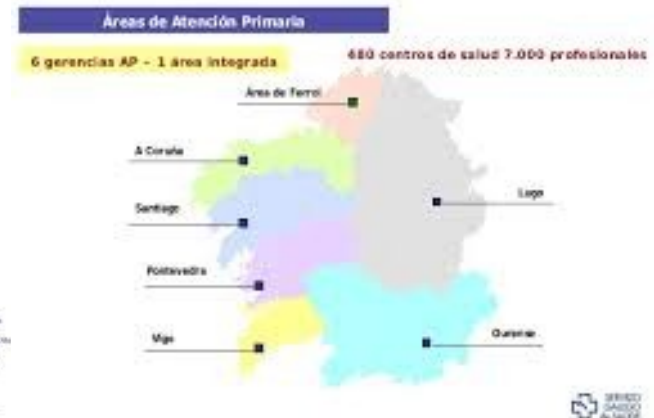 Áreas de Atención Primaria
6 gerencias AP - 1 área integrada
480 centros de salud 7.000 profesionales
Área de Ferrol
A Coruña
Santiago
Lugo
Pontevedra
Vigo
Ourense